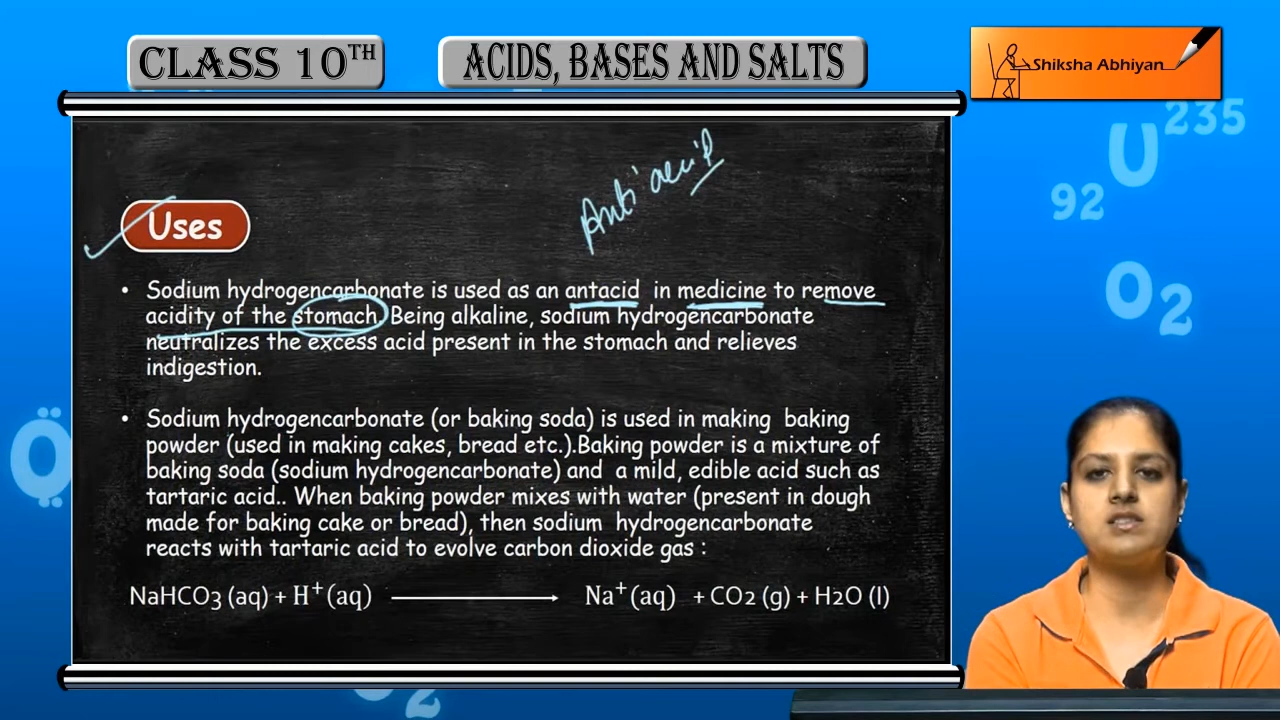 CLASS 10TH
ACIDS, BASES AND SALTS
Shiksha Abhiyan
U235
92
O2
Anti acid
Uses
• Sodium hydrogencarbonate is used as an antacid in medicine to remove
acidity of the stomach Being alkaline, sodium hydrogencarbonate
neutralizes the excess acid present in the stomach and relieves
indigestion.
• Sodium hydrogencarbonate (or baking soda) is used in making baking
powder (used in making cakes, bread etc.).Baking powder is a mixture of
baking soda (sodium hydrogencarbonate) and a mild, edible acid such as
tartaric acid.. When baking powder mixes with water (present in dough
made for baking cake or bread), then sodium hydrogencarbonate
reacts with tartaric acid to evolve carbon dioxide gas :
NaHCO3 (aq) + H+(aq) ⟶ Na+(aq) + CO2 (g) + H2O (l)
Ö
O2